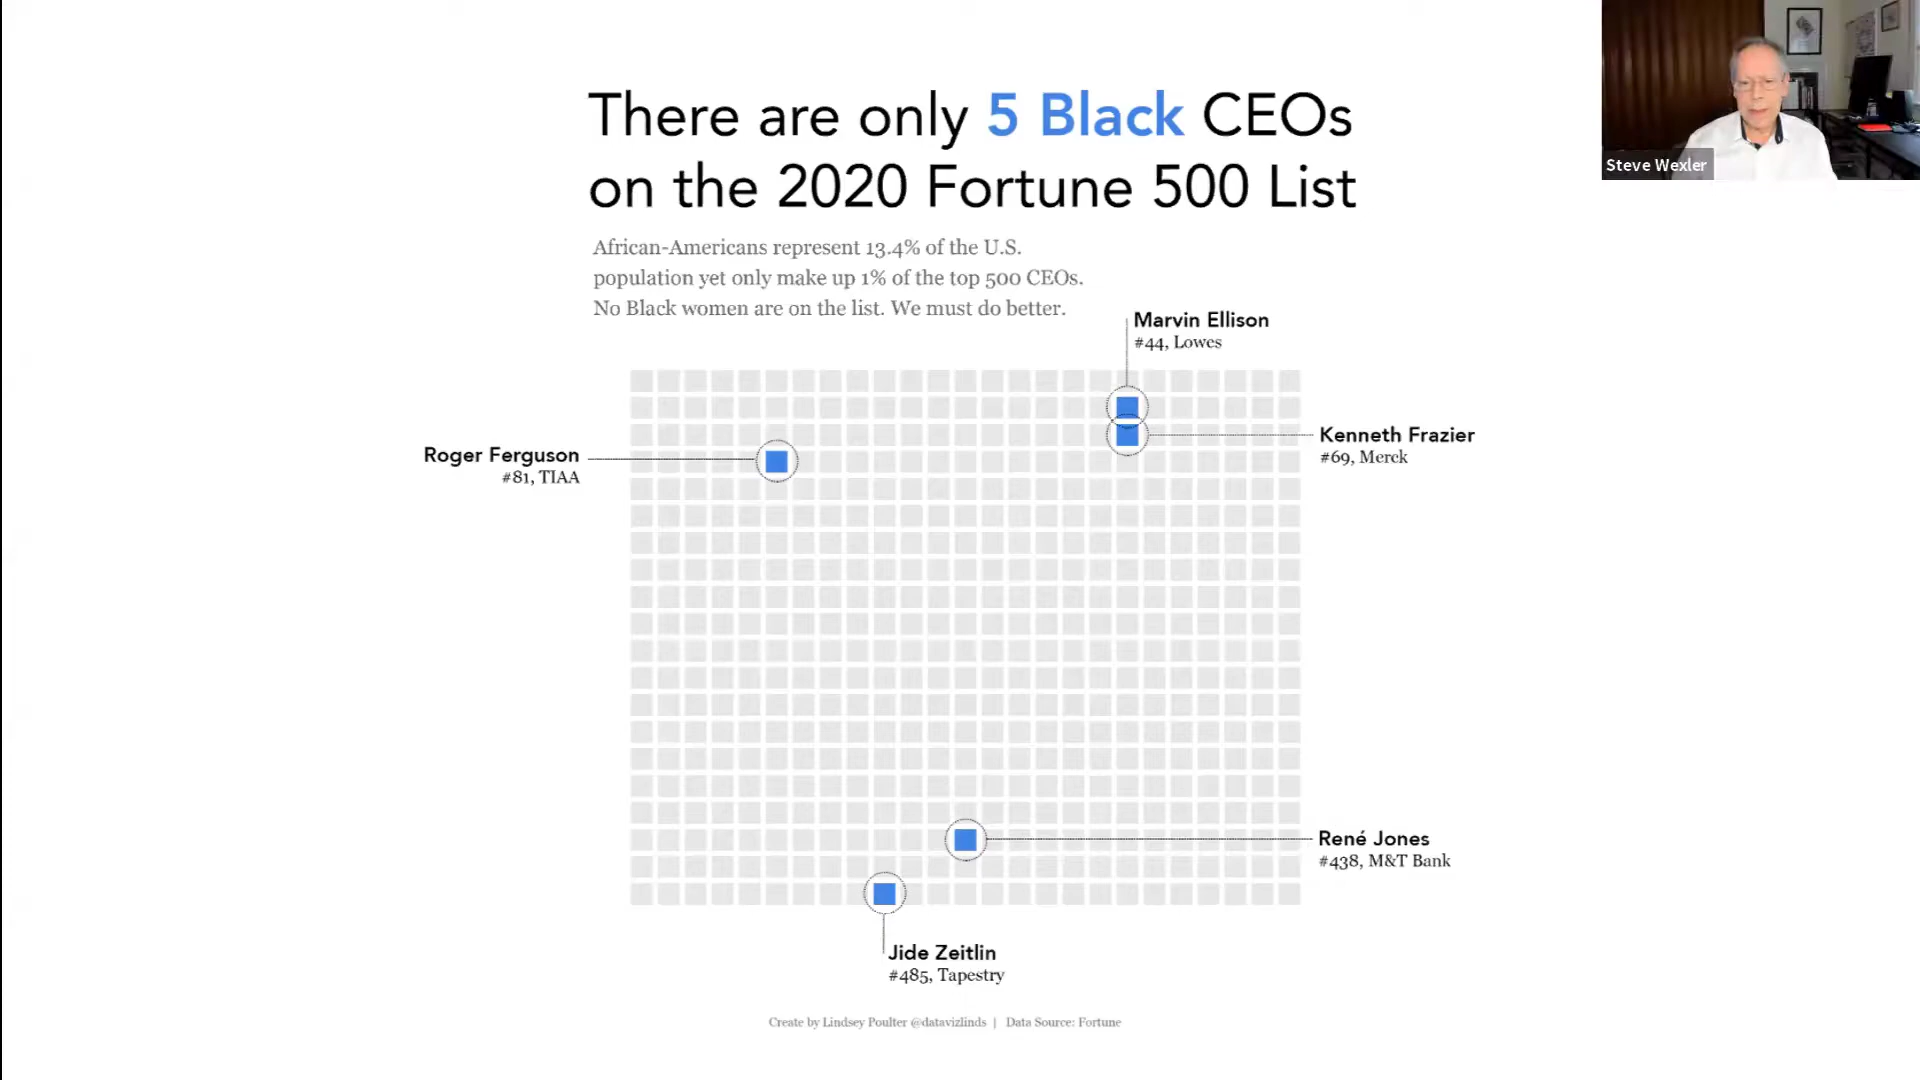 There are only 5 Black CEOs
on the 2020 Fortune 500 List
African-Americans represent 13.4% of the U.S.
population yet only make up 1% of the top 500 CEOs.
No Black women are on the list. We must do better.
Steve Wexler
Marvin Ellison
#44, Lowes
Kenneth Frazier
#69, Merck
Roger Ferguson
#81, TIAA
René Jones
#438, M&T Bank
Jide Zeitlin
#485, Tapestry
Create by Lindsey Poulter @datavizlinds | Data Source: Fortune